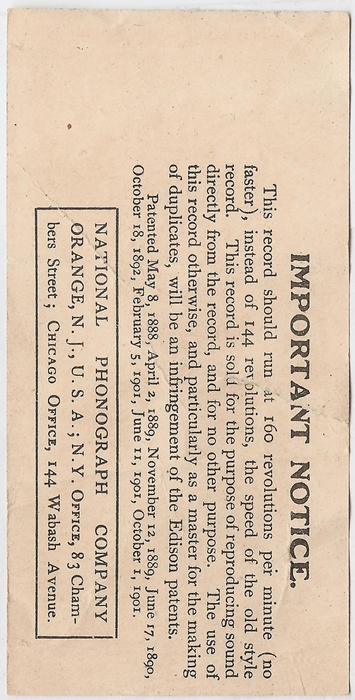 IMPORTANT NOTICE.
This record should run at 160 revolutions per minute (no
faster), instead of 144 revolutions, the speed of the old style
record. This record is sold for the purpose of reproducing sound
directly from the record, and for no other purpose. The use of
this record otherwise, and particularly as a master for the making
of duplicates, will be an infringement of the Edison patents.
Patented May 8, 1888, April 2, 1889, November 12, 1889, June 17, 1890,
October 18, 1892, February 5, 1901, June 11, 1901, October 1, 1901.
NATIONAL PHONOGRAPH COMPANY
ORANGE, N. J., U. S. A.; N.Y. OFFICE, 83 Cham-
bers Street; CHICAGO OFFICE, 144 Wabash Avenue.